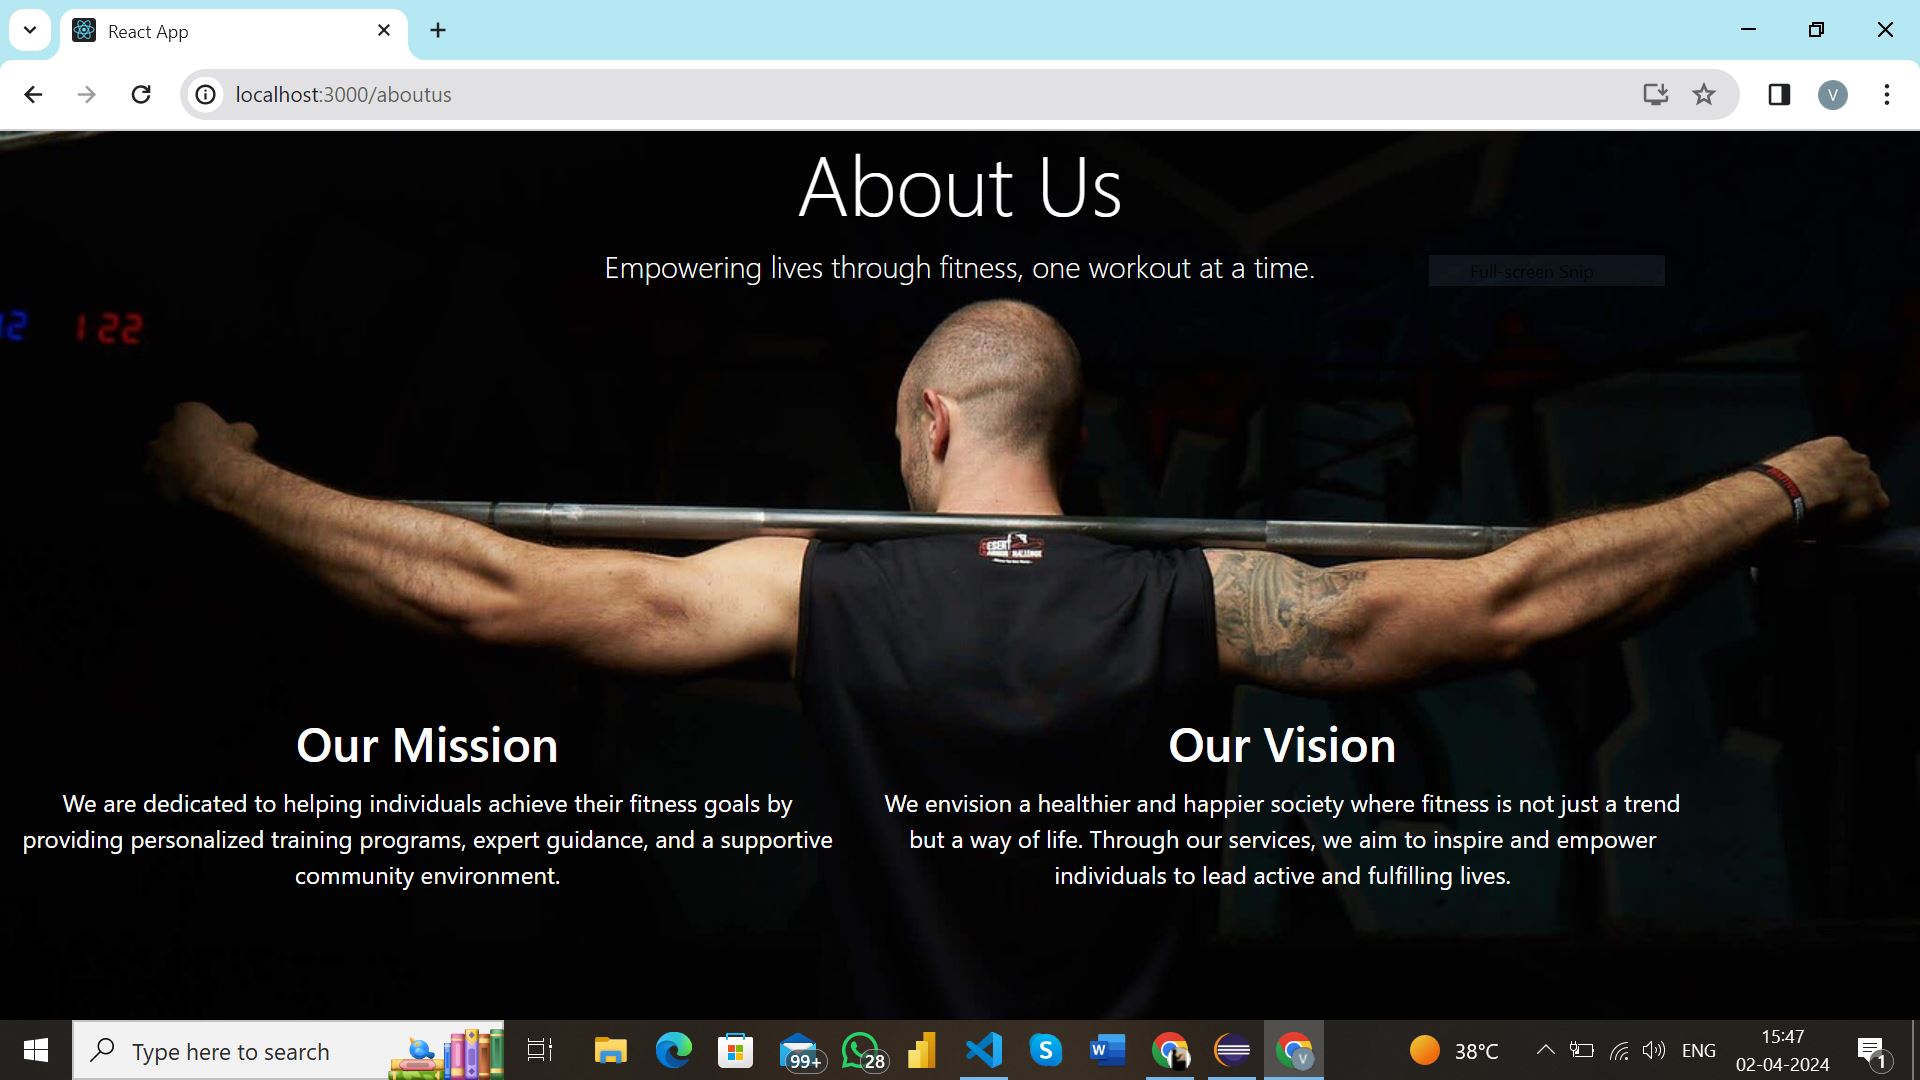 React App
localhost:3000/aboutus
V
About Us
Empowering lives through fitness, one workout at a time.
Full-screen Snip
12 122
Our Mission
We are dedicated to helping individuals achieve their fitness goals by
providing personalized training programs, expert guidance, and a supportive
community environment.
Our Vision
We envision a healthier and happier society where fitness is not just a trend
but a way of life. Through our services, we aim to inspire and empower
individuals to lead active and fulfilling lives.
Type here to search
99+
28
S
W
V
38°C
ENG
15:47
02-04-2024
1